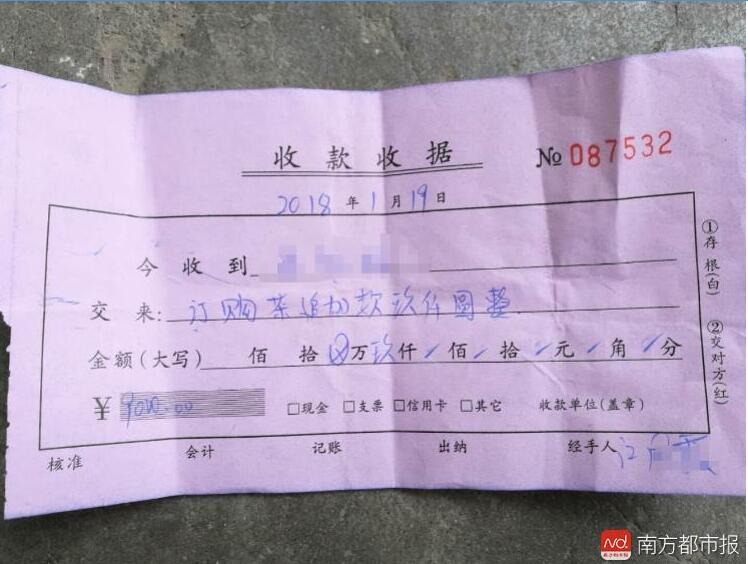 收款收据
№ 087532
2018年1月19日
今收到
交来:订购茶追加款玖仟圆整.
金额(大写) 佰 拾 ⊗万玖仟 / 佰 / 拾 / 元 / 角 / 分
¥ 9000.00 □现金 □支票 □信用卡 □其它 收款单位(盖章)
核准 会计 记账 出纳 经手人 江
①存根(白)
②交对方(红)
南方都市报